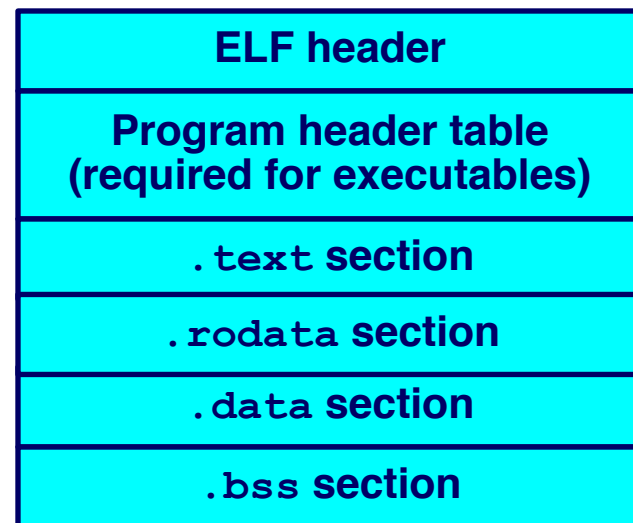 ELF header
Program header table
(required for executables)
.text section
.rodata section
.data section
.bss section